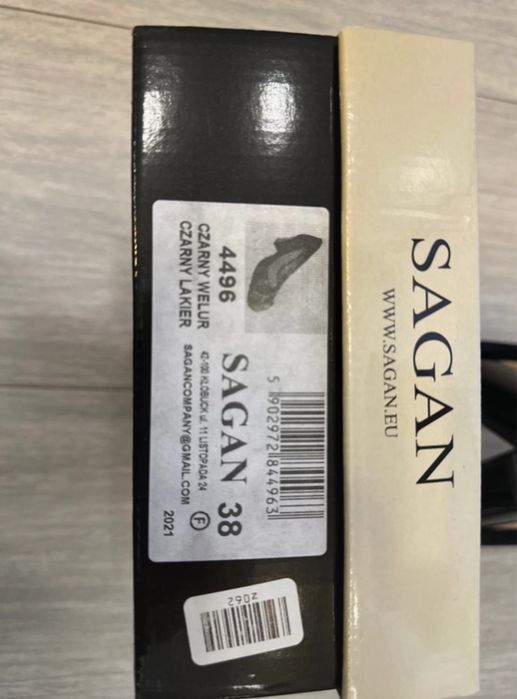 SAGAN
WWW.SAGAN.EU
4496
CZARNY WELUR
CZARNY LAKIER
5 902972 844963
SAGAN 38
42-100 KŁOBUCK ul. 11 LISTOPADA 24
SAGANCOMPANY@GMAIL.COM
F
2021
Z062